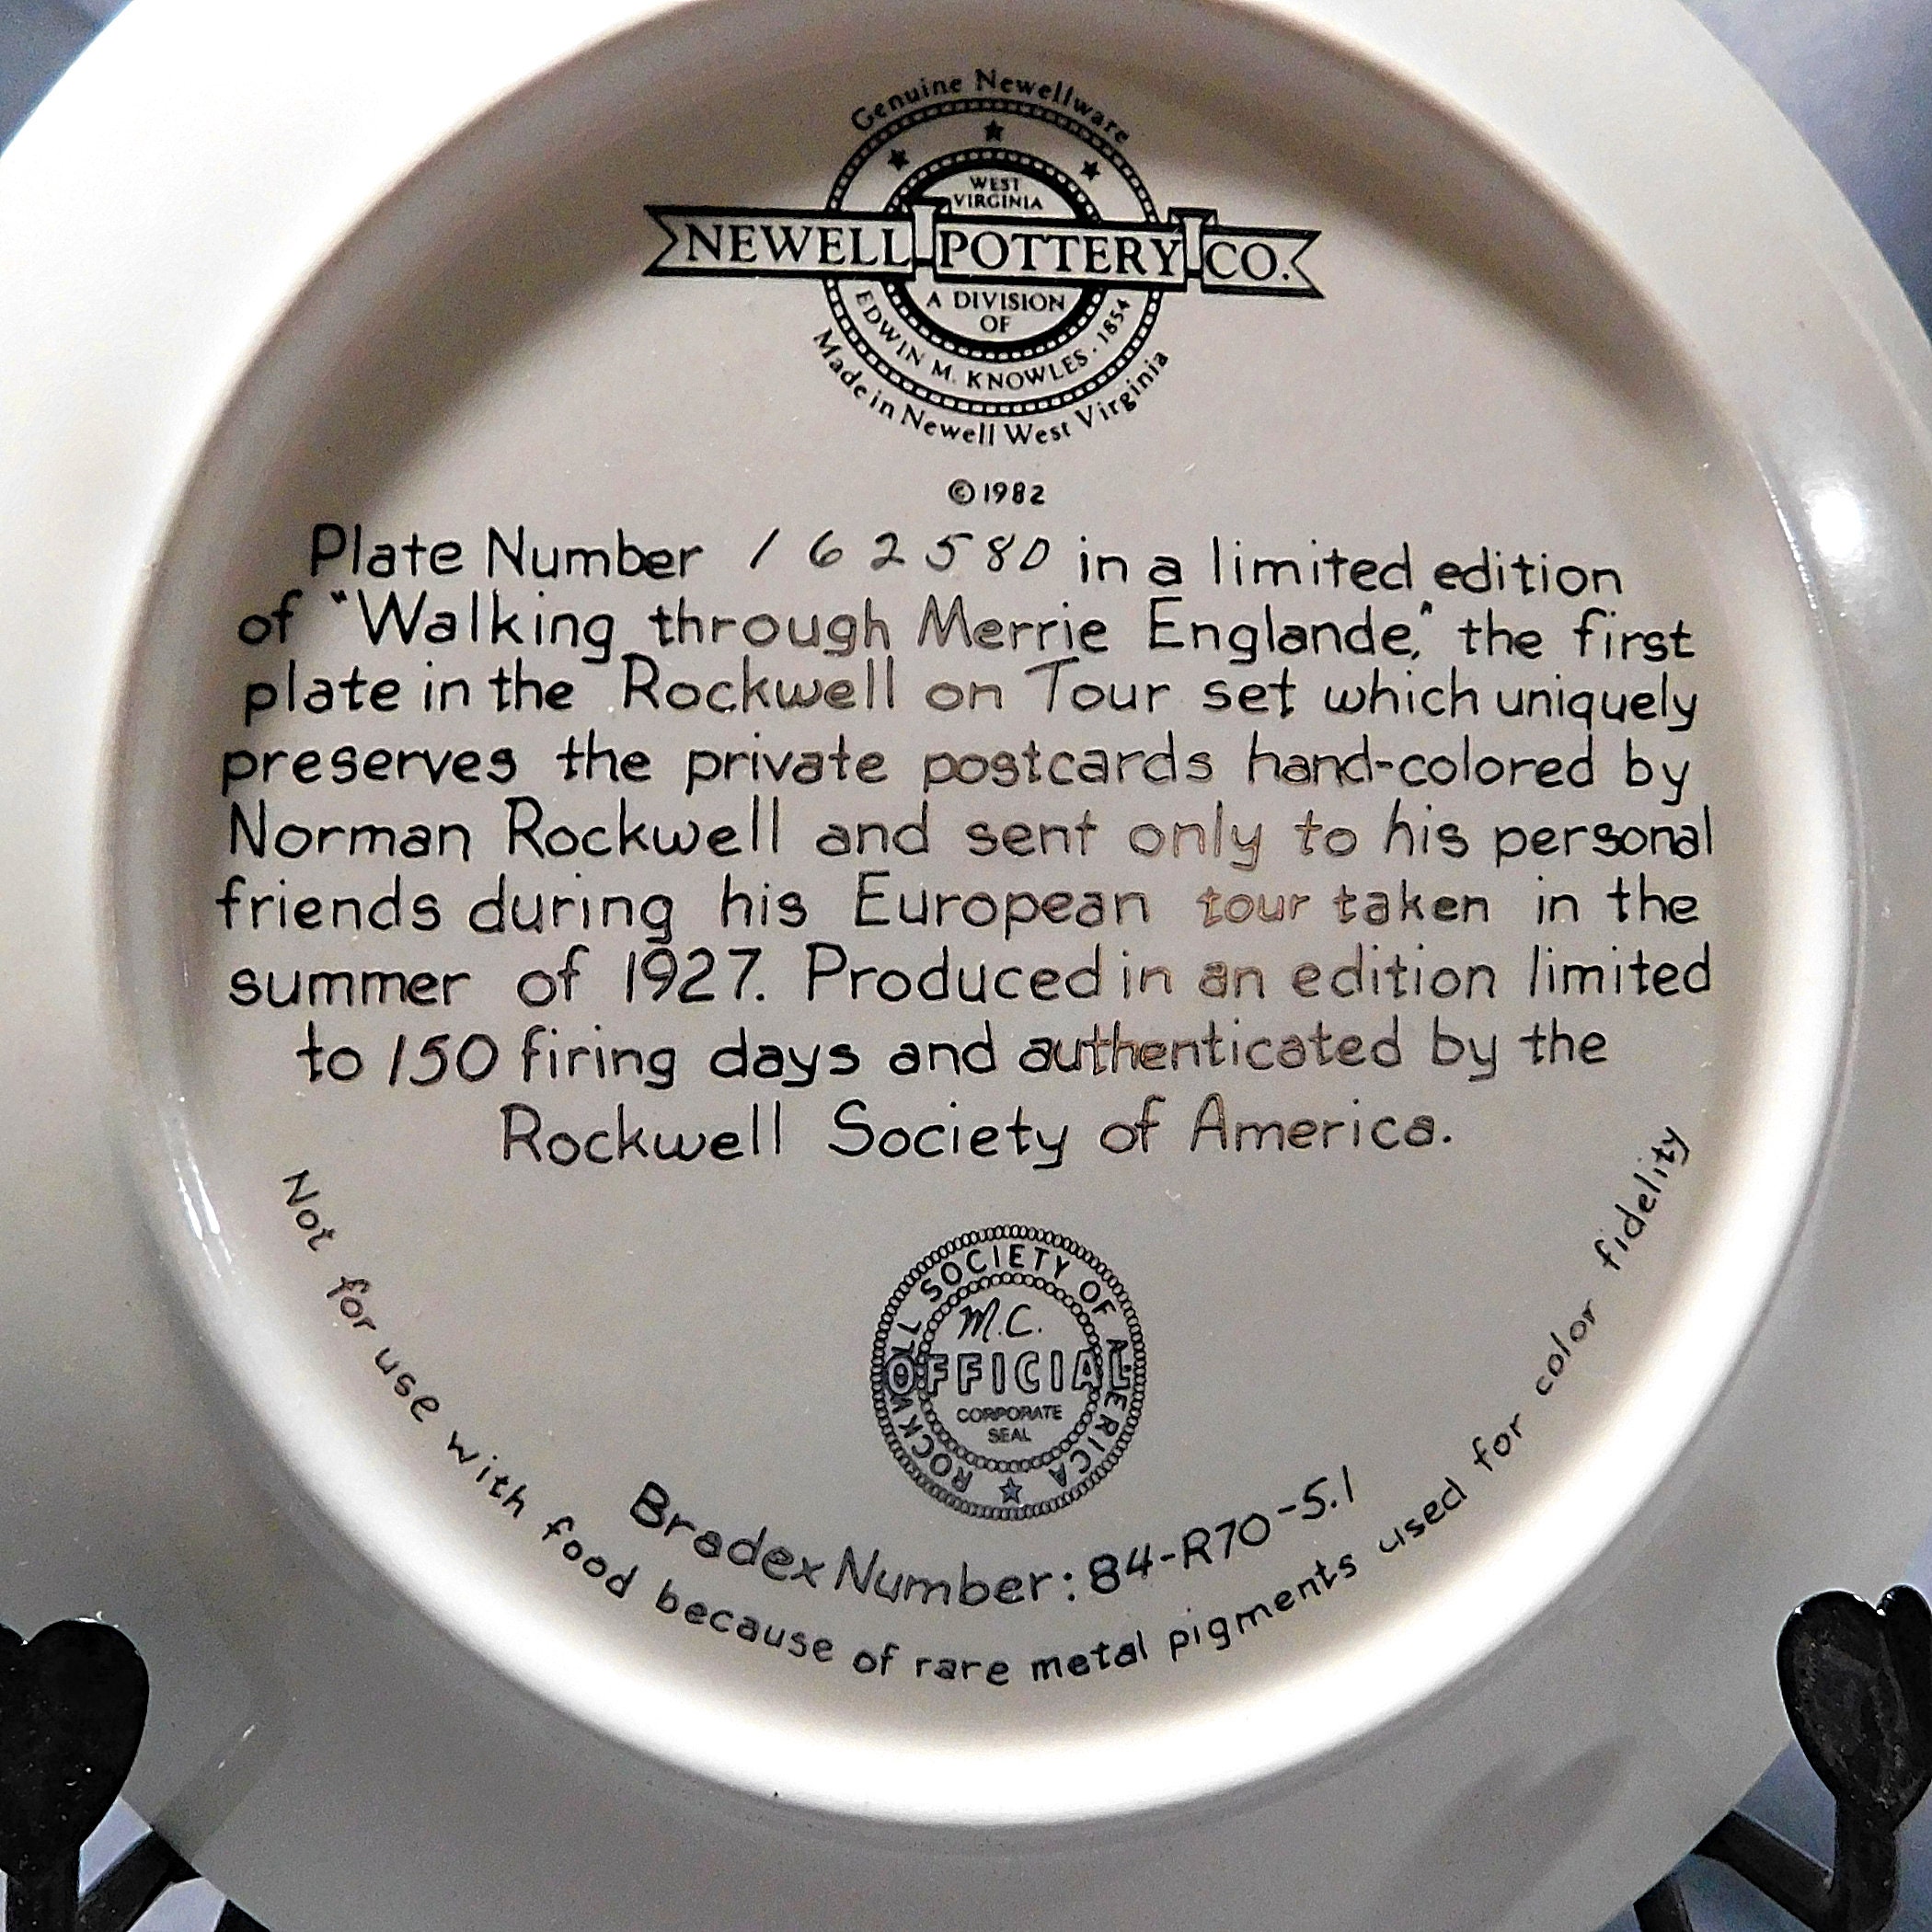 Genuine Newellware
WEST
VIRGINIA
NEWELL POTTERY CO.
A DIVISION
OF
EDWIN M. KNOWLES · 1854
Made in Newell West Virginia
©1982
Plate Number 162580 in a limited edition
of "Walking through Merrie Englande," the first
plate in the Rockwell on Tour set which uniquely
preserves the private postcards hand-colored by
Norman Rockwell and sent only to his personal
friends during his European tour taken in the
summer of 1927. Produced in an edition limited
to 150 firing days and authenticated by the
Rockwell Society of America.
ROCKWELL SOCIETY OF AMERICA
M.C.
OFFICIAL
CORPORATE
SEAL
Bradex Number: 84-R70-5.1
Not for use with food because of rare metal pigments used for color fidelity